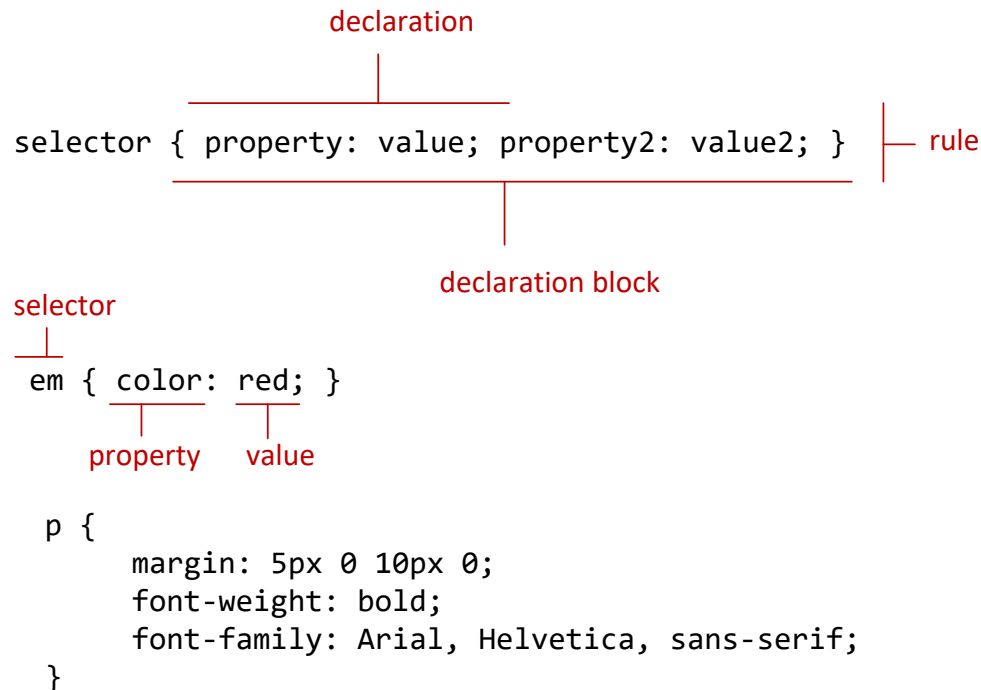 declaration
selector { property: value; property2: value2; }
rule
declaration block
selector
em { color: red; }
property value
p {
margin: 5px 0 10px 0;
font-weight: bold;
font-family: Arial, Helvetica, sans-serif;
}